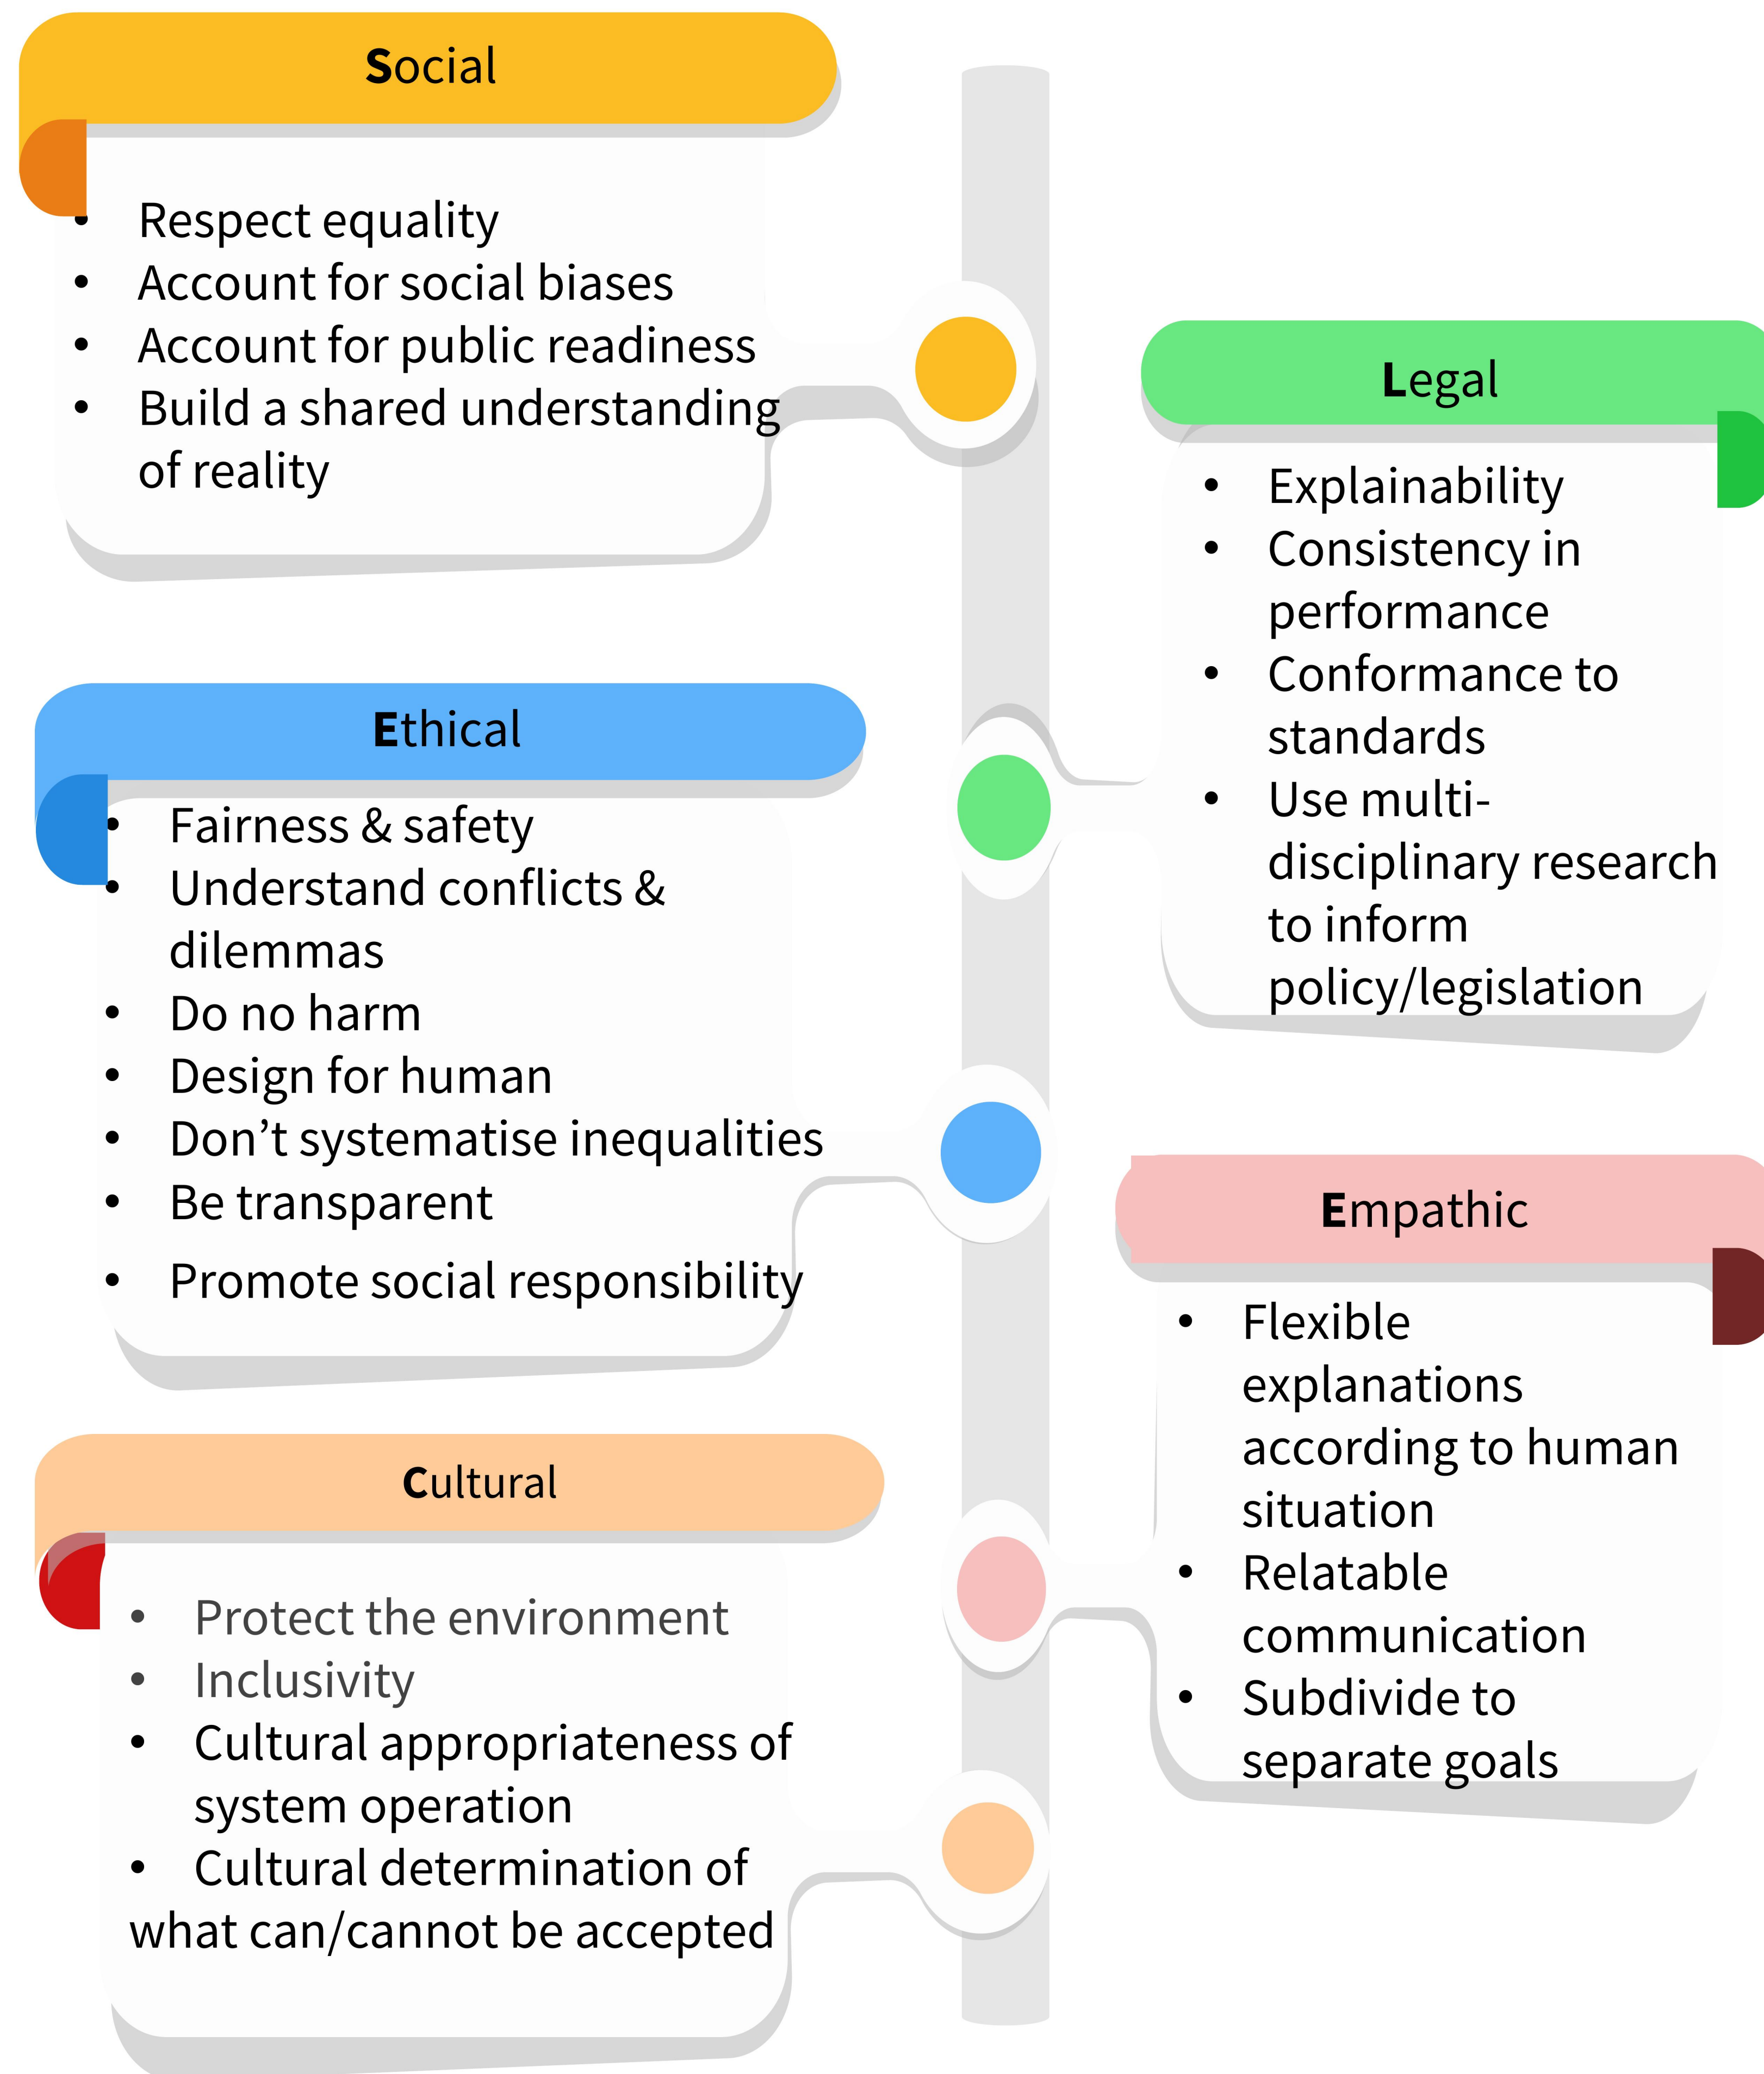 Social
• Respect equality
• Account for social biases
• Account for public readiness
• Build a shared understanding
of reality
Legal
• Explainability
• Consistency in
performance
• Conformance to
standards
• Use multi-
disciplinary research
to inform
policy/legislation
Ethical
• Fairness & safety
• Understand conflicts &
dilemmas
• Do no harm
• Design for human
• Don’t systematise inequalities
• Be transparent
• Promote social responsibility
Empathic
• Flexible
explanations
according to human
situation
• Relatable
communication
• Subdivide to
separate goals
Cultural
• Protect the environment
• Inclusivity
• Cultural appropriateness of
system operation
• Cultural determination of
what can/cannot be accepted